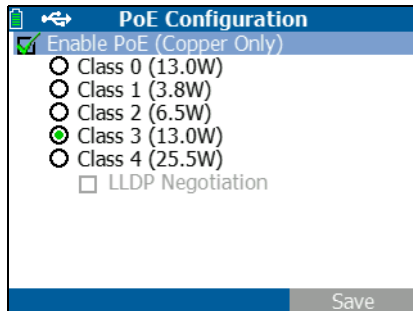 PoE Configuration
Enable PoE (Copper Only)
Class 0 (13.0W)
Class 1 (3.8W)
Class 2 (6.5W)
Class 3 (13.0W)
Class 4 (25.5W)
LLDP Negotiation
Save